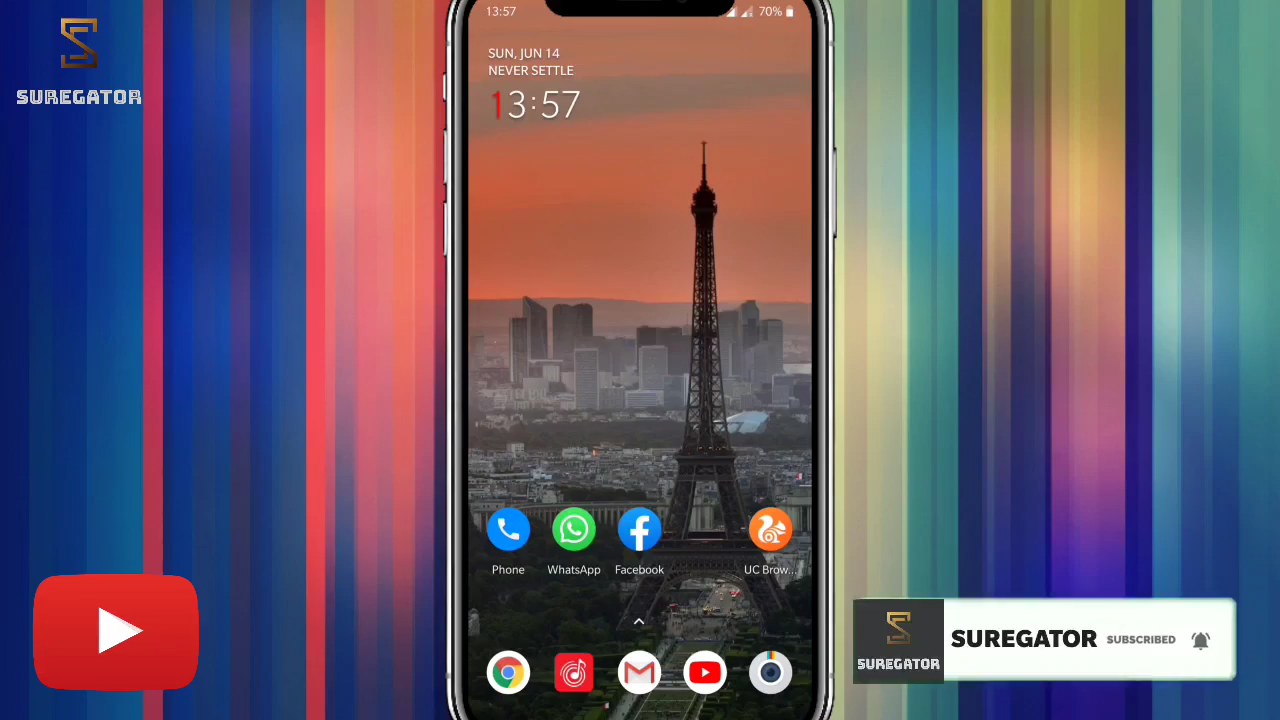 SUREGATOR
13:57
70%
SUN, JUN 14
NEVER SETTLE
13:57
Phone
WhatsApp
Facebook
UC Brow...
SUREGATOR
SUREGATOR SUBSCRIBED